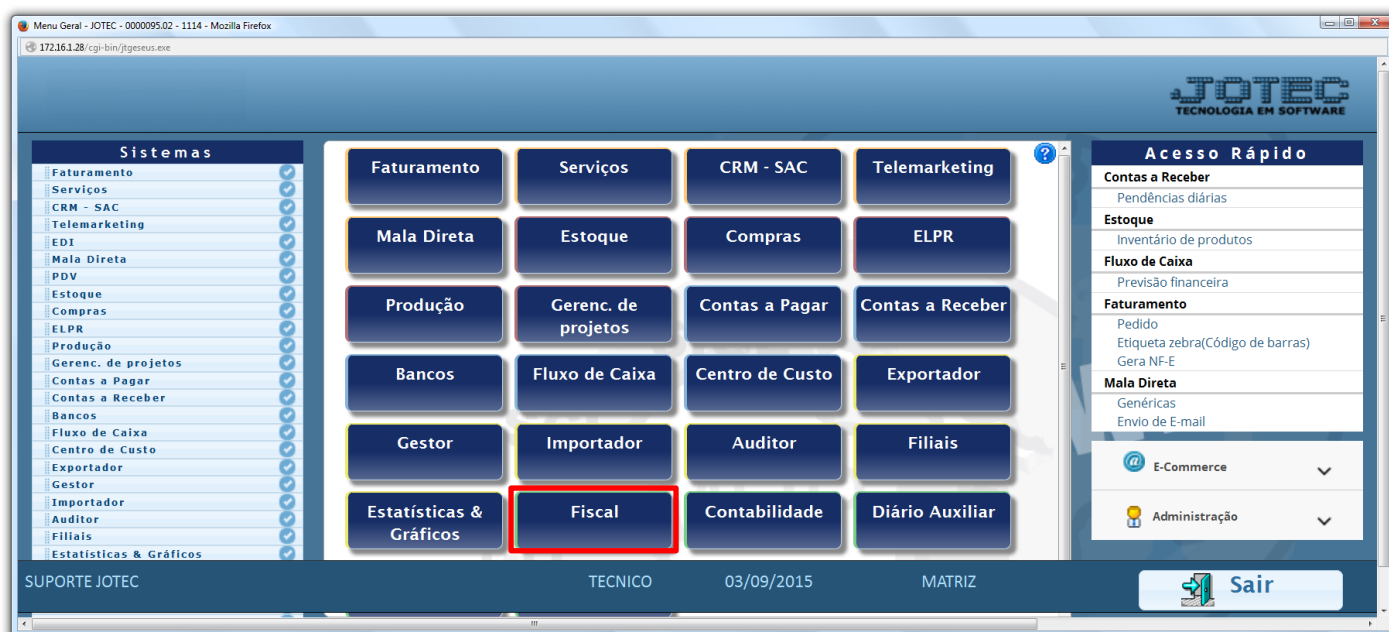 Menu Geral - JOTEC - 0000095.02 - 1114 - Mozilla Firefox
172.16.1.28/cgi-bin/jtgeseus.exe
JOTEC
TECNOLOGIA EM SOFTWARE
Sistemas
Faturamento
Serviços
CRM - SAC
Telemarketing
EDI
Mala Direta
PDV
Estoque
Compras
ELPR
Produção
Gerenc. de projetos
Contas a Pagar
Contas a Receber
Bancos
Fluxo de Caixa
Centro de Custo
Exportador
Gestor
Importador
Auditor
Filiais
Estatísticas & Gráficos
Faturamento
Serviços
CRM - SAC
Telemarketing
?
Mala Direta
Estoque
Compras
ELPR
Produção
Gerenc. de
projetos
Contas a Pagar
Contas a Receber
Bancos
Fluxo de Caixa
Centro de Custo
Exportador
Gestor
Importador
Auditor
Filiais
Estatísticas &
Gráficos
Fiscal
Contabilidade
Diário Auxiliar
Acesso Rápido
Contas a Receber
Pendências diárias
Estoque
Inventário de produtos
Fluxo de Caixa
Previsão financeira
Faturamento
Pedido
Etiqueta zebra(Código de barras)
Gera NF-E
Mala Direta
Genéricas
Envio de E-mail
E-Commerce
Administração
SUPORTE JOTEC
TECNICO
03/09/2015
MATRIZ
Sair